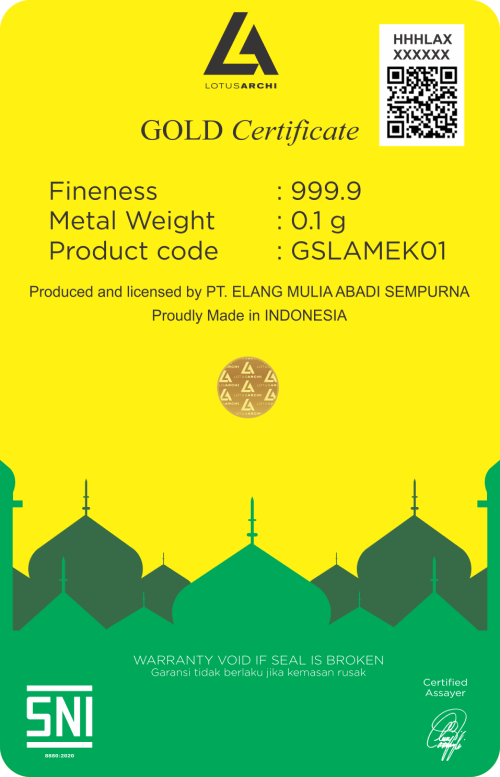 LOTUSARCHI
HHHLAX
XXXXXX
GOLD Certificate
Fineness : 999.9
Metal Weight : 0.1 g
Product code : GSLAMEK01
Produced and licensed by PT. ELANG MULIA ABADI SEMPURNA
Proudly Made in INDONESIA
WARRANTY VOID IF SEAL IS BROKEN
Garansi tidak berlaku jika kemasan rusak
Certified
Assayer
SNI
8880:2020